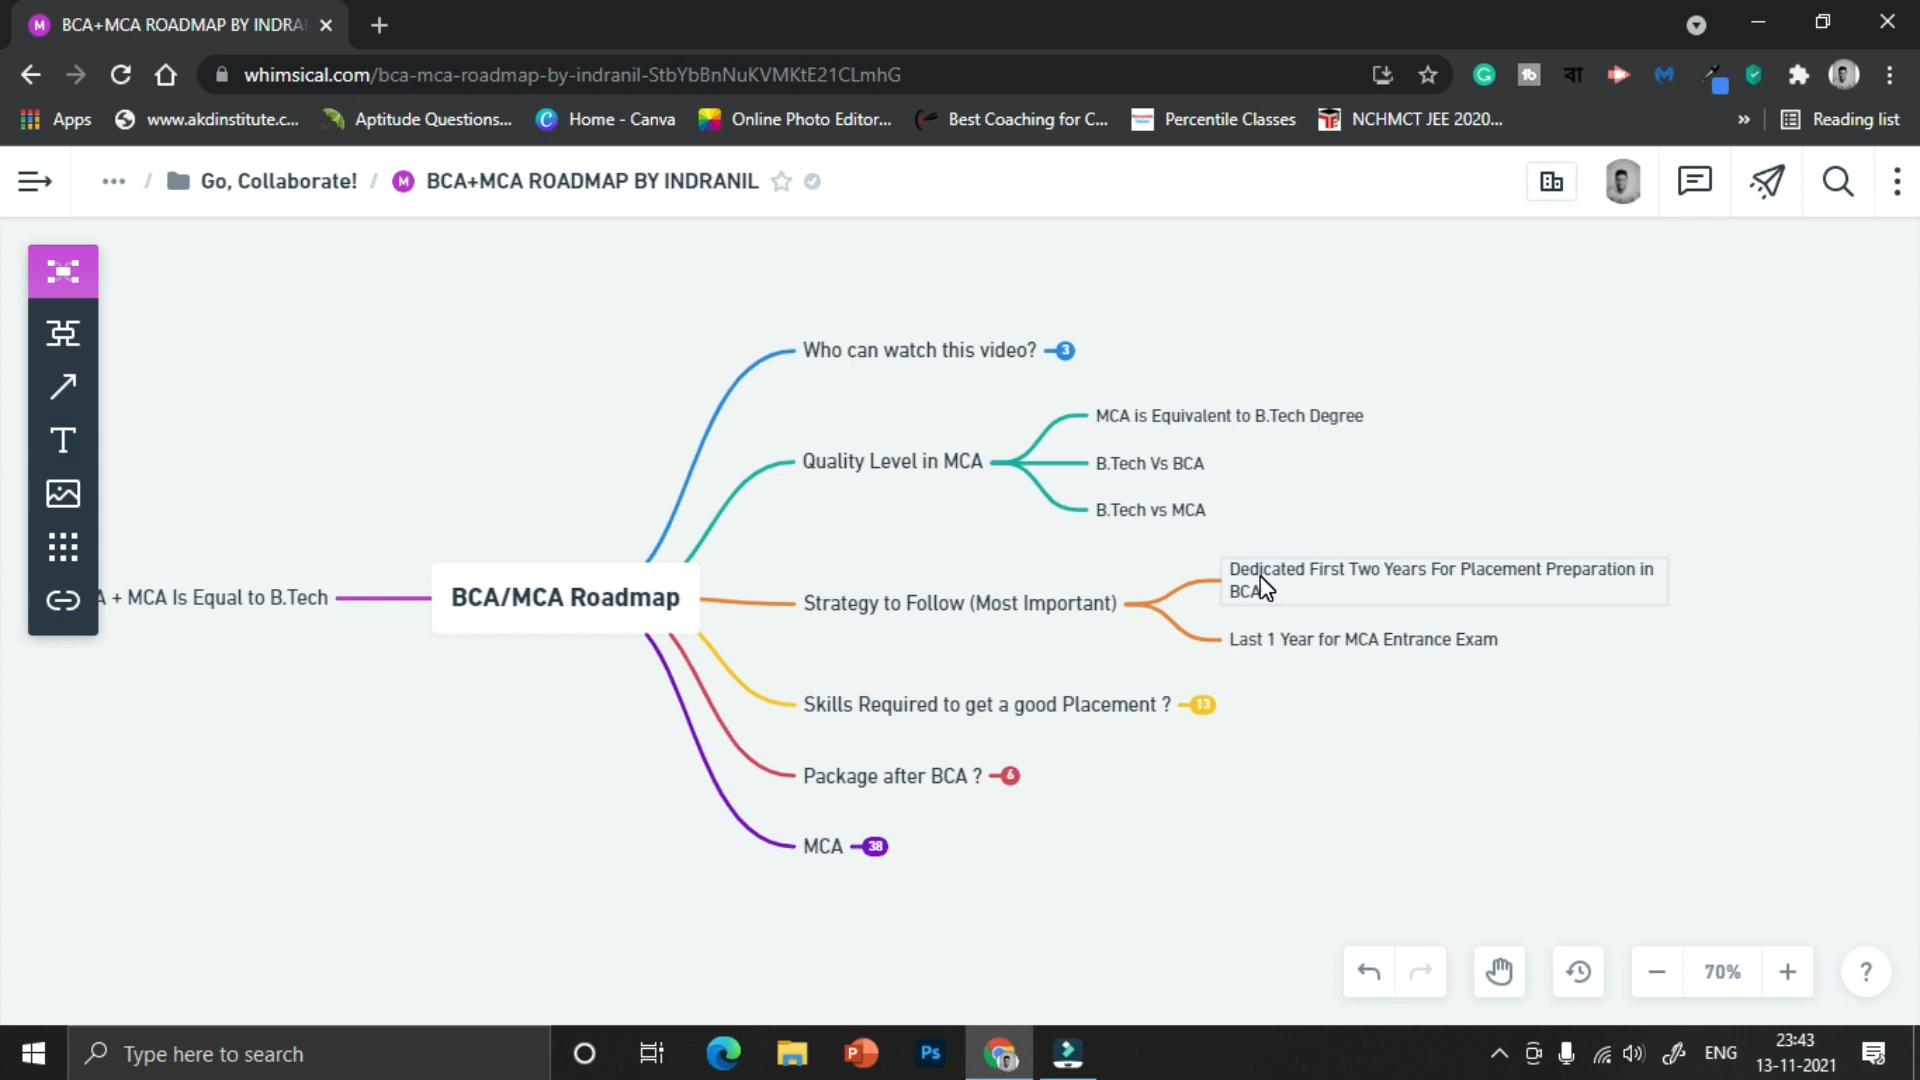 BCA+MCA ROADMAP BY INDRA
whimsical.com/bca-mca-roadmap-by-indranil-StbYbBnNuKVMKtE21CLmhG
Apps
www.akdinstitute.c...
Aptitude Questions...
Home - Canva
Online Photo Editor...
Best Coaching for C...
Percentile Classes
NCHMCT JEE 2020...
Reading list
Go, Collaborate! / M BCA+MCA ROADMAP BY INDRANIL
Who can watch this video? 3
MCA is Equivalent to B.Tech Degree
Quality Level in MCA
B.Tech Vs BCA
B.Tech vs MCA
Dedicated First Two Years For Placement Preparation in
BCA
A + MCA Is Equal to B.Tech
BCA/MCA Roadmap
Strategy to Follow (Most Important)
Last 1 Year for MCA Entrance Exam
Skills Required to get a good Placement ? 13
Package after BCA ? 6
MCA 38
70%
?
Type here to search
Ps
ENG
23:43
13-11-2021